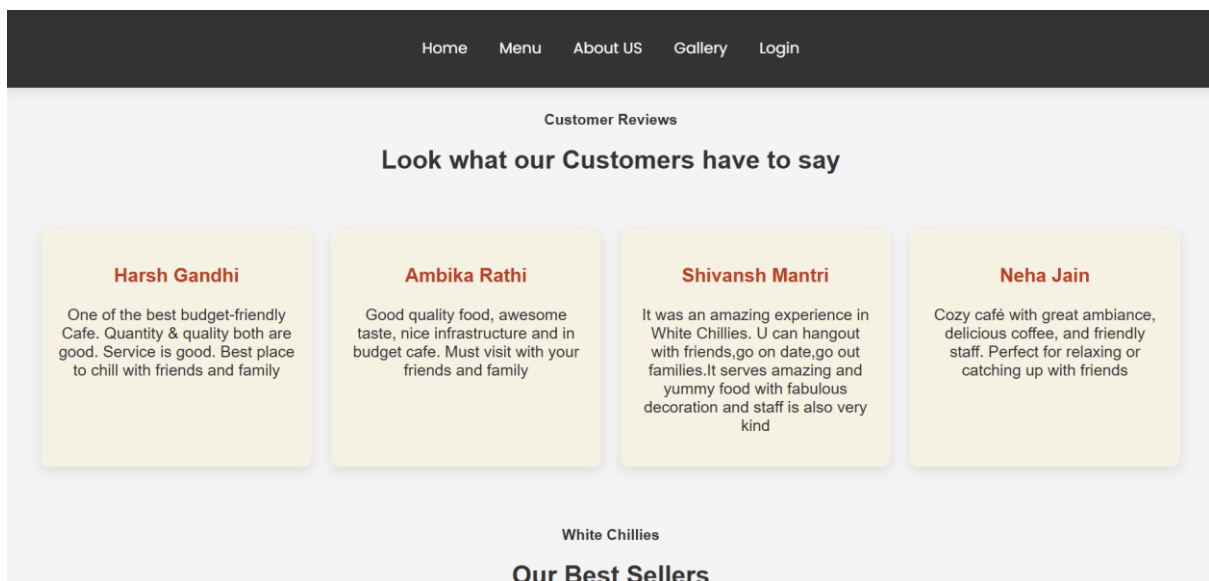 Home Menu About US Gallery Login
Customer Reviews
Look what our Customers have to say
Harsh Gandhi
One of the best budget-friendly
Cafe. Quantity & quality both are
good. Service is good. Best place
to chill with friends and family
Ambika Rathi
Good quality food, awesome
taste, nice infrastructure and in
budget cafe. Must visit with your
friends and family
Shivansh Mantri
It was an amazing experience in
White Chillies. U can hangout
with friends,go on date,go out
families.It serves amazing and
yummy food with fabulous
decoration and staff is also very
kind
Neha Jain
Cozy café with great ambiance,
delicious coffee, and friendly
staff. Perfect for relaxing or
catching up with friends
White Chillies
Our Best Sellers